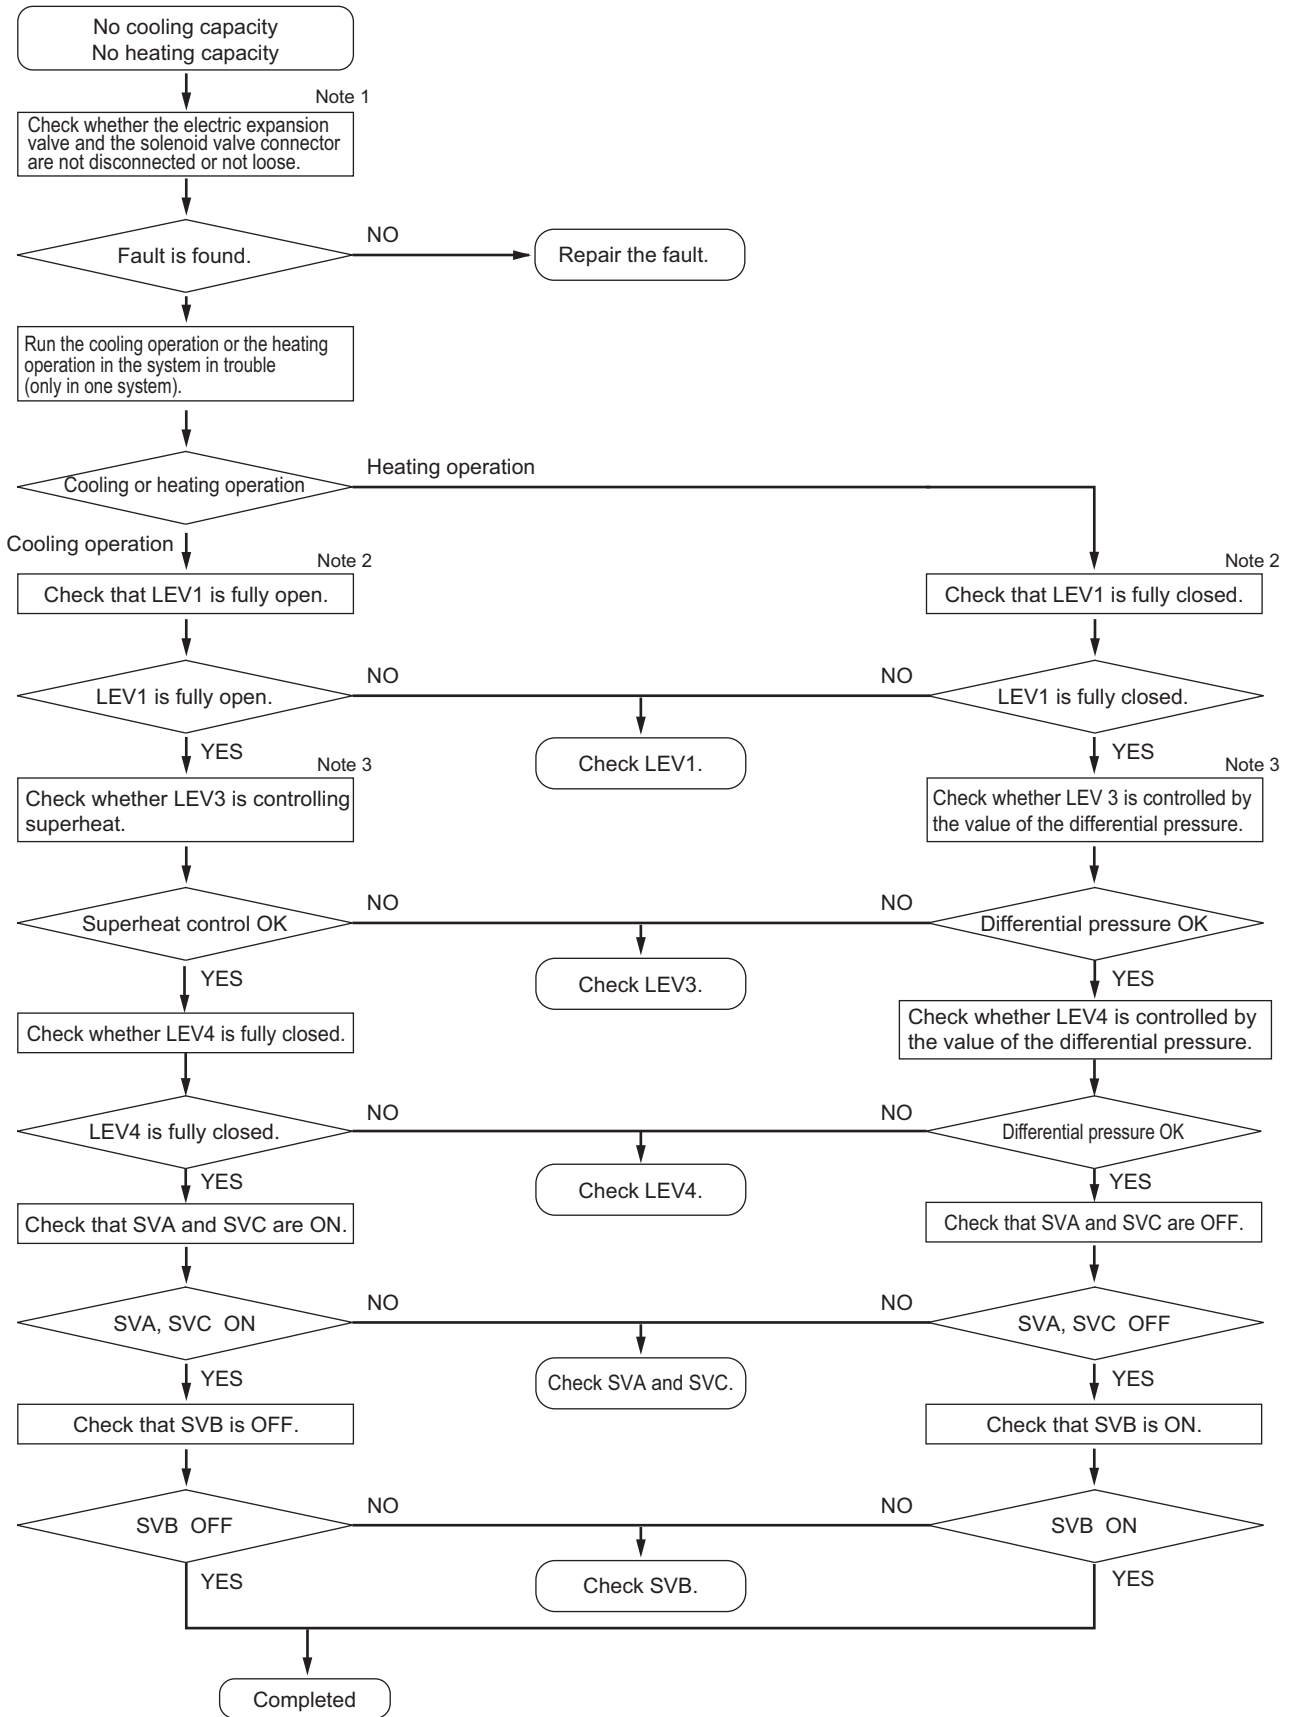 No cooling capacity
No heating capacity
Note 1
Check whether the electric expansion
valve and the solenoid valve connector
are not disconnected or not loose.
Fault is found.
NO
Repair the fault.
Run the cooling operation or the heating
operation in the system in trouble
(only in one system).
Cooling or heating operation
Heating operation
Cooling operation
Note 2
Check that LEV1 is fully open.
Note 2
Check that LEV1 is fully closed.
LEV1 is fully open.
NO
NO
LEV1 is fully closed.
Check LEV1.
YES
YES
Note 3
Check whether LEV3 is controlling
superheat.
Note 3
Check whether LEV 3 is controlled by
the value of the differential pressure.
Superheat control OK
NO
NO
Differential pressure OK
Check LEV3.
YES
YES
Check whether LEV4 is fully closed.
Check whether LEV4 is controlled by
the value of the differential pressure.
LEV4 is fully closed.
NO
NO
Differential pressure OK
Check LEV4.
YES
YES
Check that SVA and SVC are ON.
Check that SVA and SVC are OFF.
SVA, SVC ON
NO
NO
SVA, SVC OFF
Check SVA and SVC.
YES
YES
Check that SVB is OFF.
Check that SVB is ON.
SVB OFF
NO
NO
SVB ON
Check SVB.
YES
YES
Completed